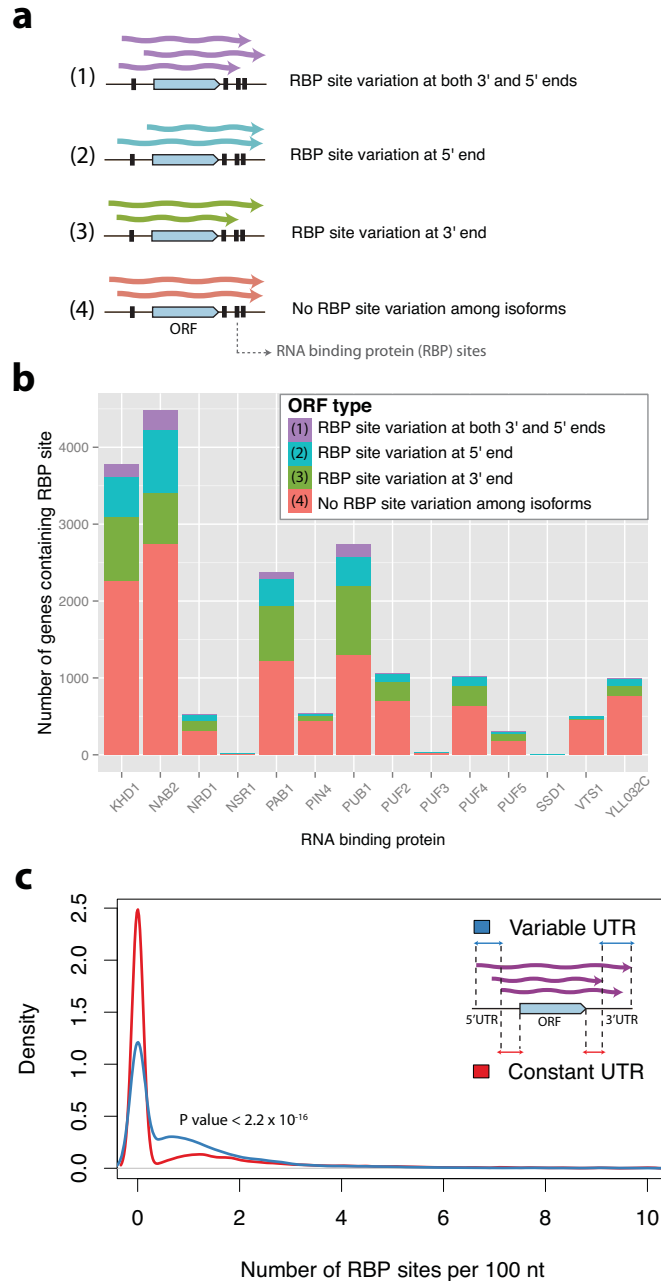 a
(1) RBP site variation at both 3' and 5' ends
(2) RBP site variation at 5' end
(3) RBP site variation at 3' end
(4) No RBP site variation among isoforms
ORF
RNA binding protein (RBP) sites
b
ORF type
(1) RBP site variation at both 3' and 5' ends
(2) RBP site variation at 5' end
(3) RBP site variation at 3' end
(4) No RBP site variation among isoforms
Number of genes containing RBP site
4000
3000
2000
1000
0
KHD1
NAB2
NRD1
NSR1
PAB1
PIN4
PUB1
PUF2
PUF3
PUF4
PUF5
SSD1
VTS1
YLL032C
RNA binding protein
c
Density
2.5
2.0
1.5
1.0
0.5
0.0
Variable UTR
5'UTR
ORF
3'UTR
Constant UTR
P value < 2.2 x 10⁻¹⁶
0 2 4 6 8 10
Number of RBP sites per 100 nt